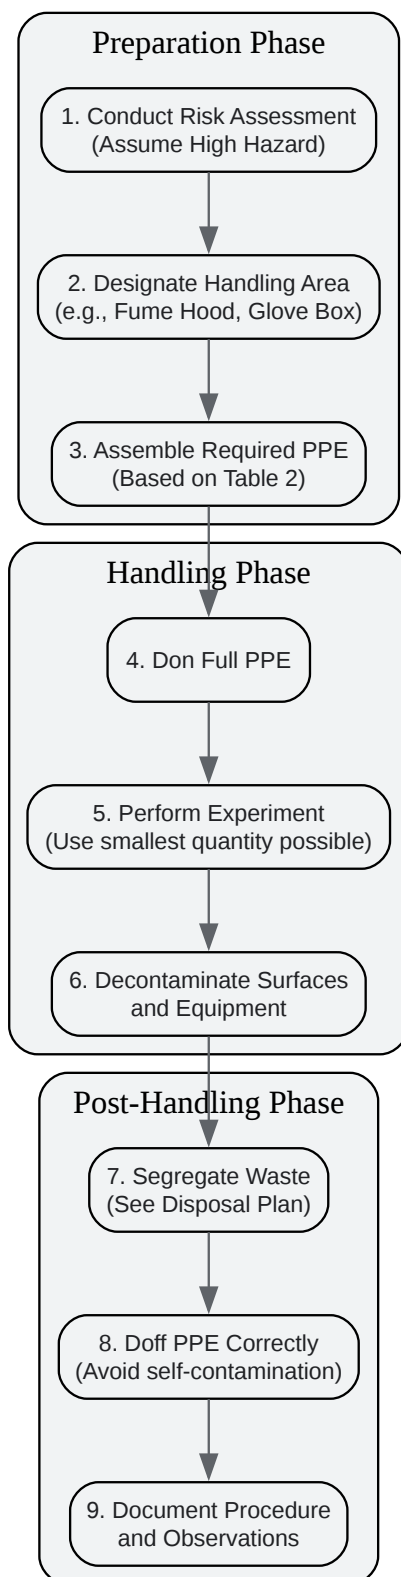 Preparation Phase
1. Conduct Risk Assessment
(Assume High Hazard)
2. Designate Handling Area
(e.g., Fume Hood, Glove Box)
3. Assemble Required PPE
(Based on Table 2)
Handling Phase
4. Don Full PPE
5. Perform Experiment
(Use smallest quantity possible)
6. Decontaminate Surfaces
and Equipment
Post-Handling Phase
7. Segregate Waste
(See Disposal Plan)
8. Doff PPE Correctly
(Avoid self-contamination)
9. Document Procedure
and Observations